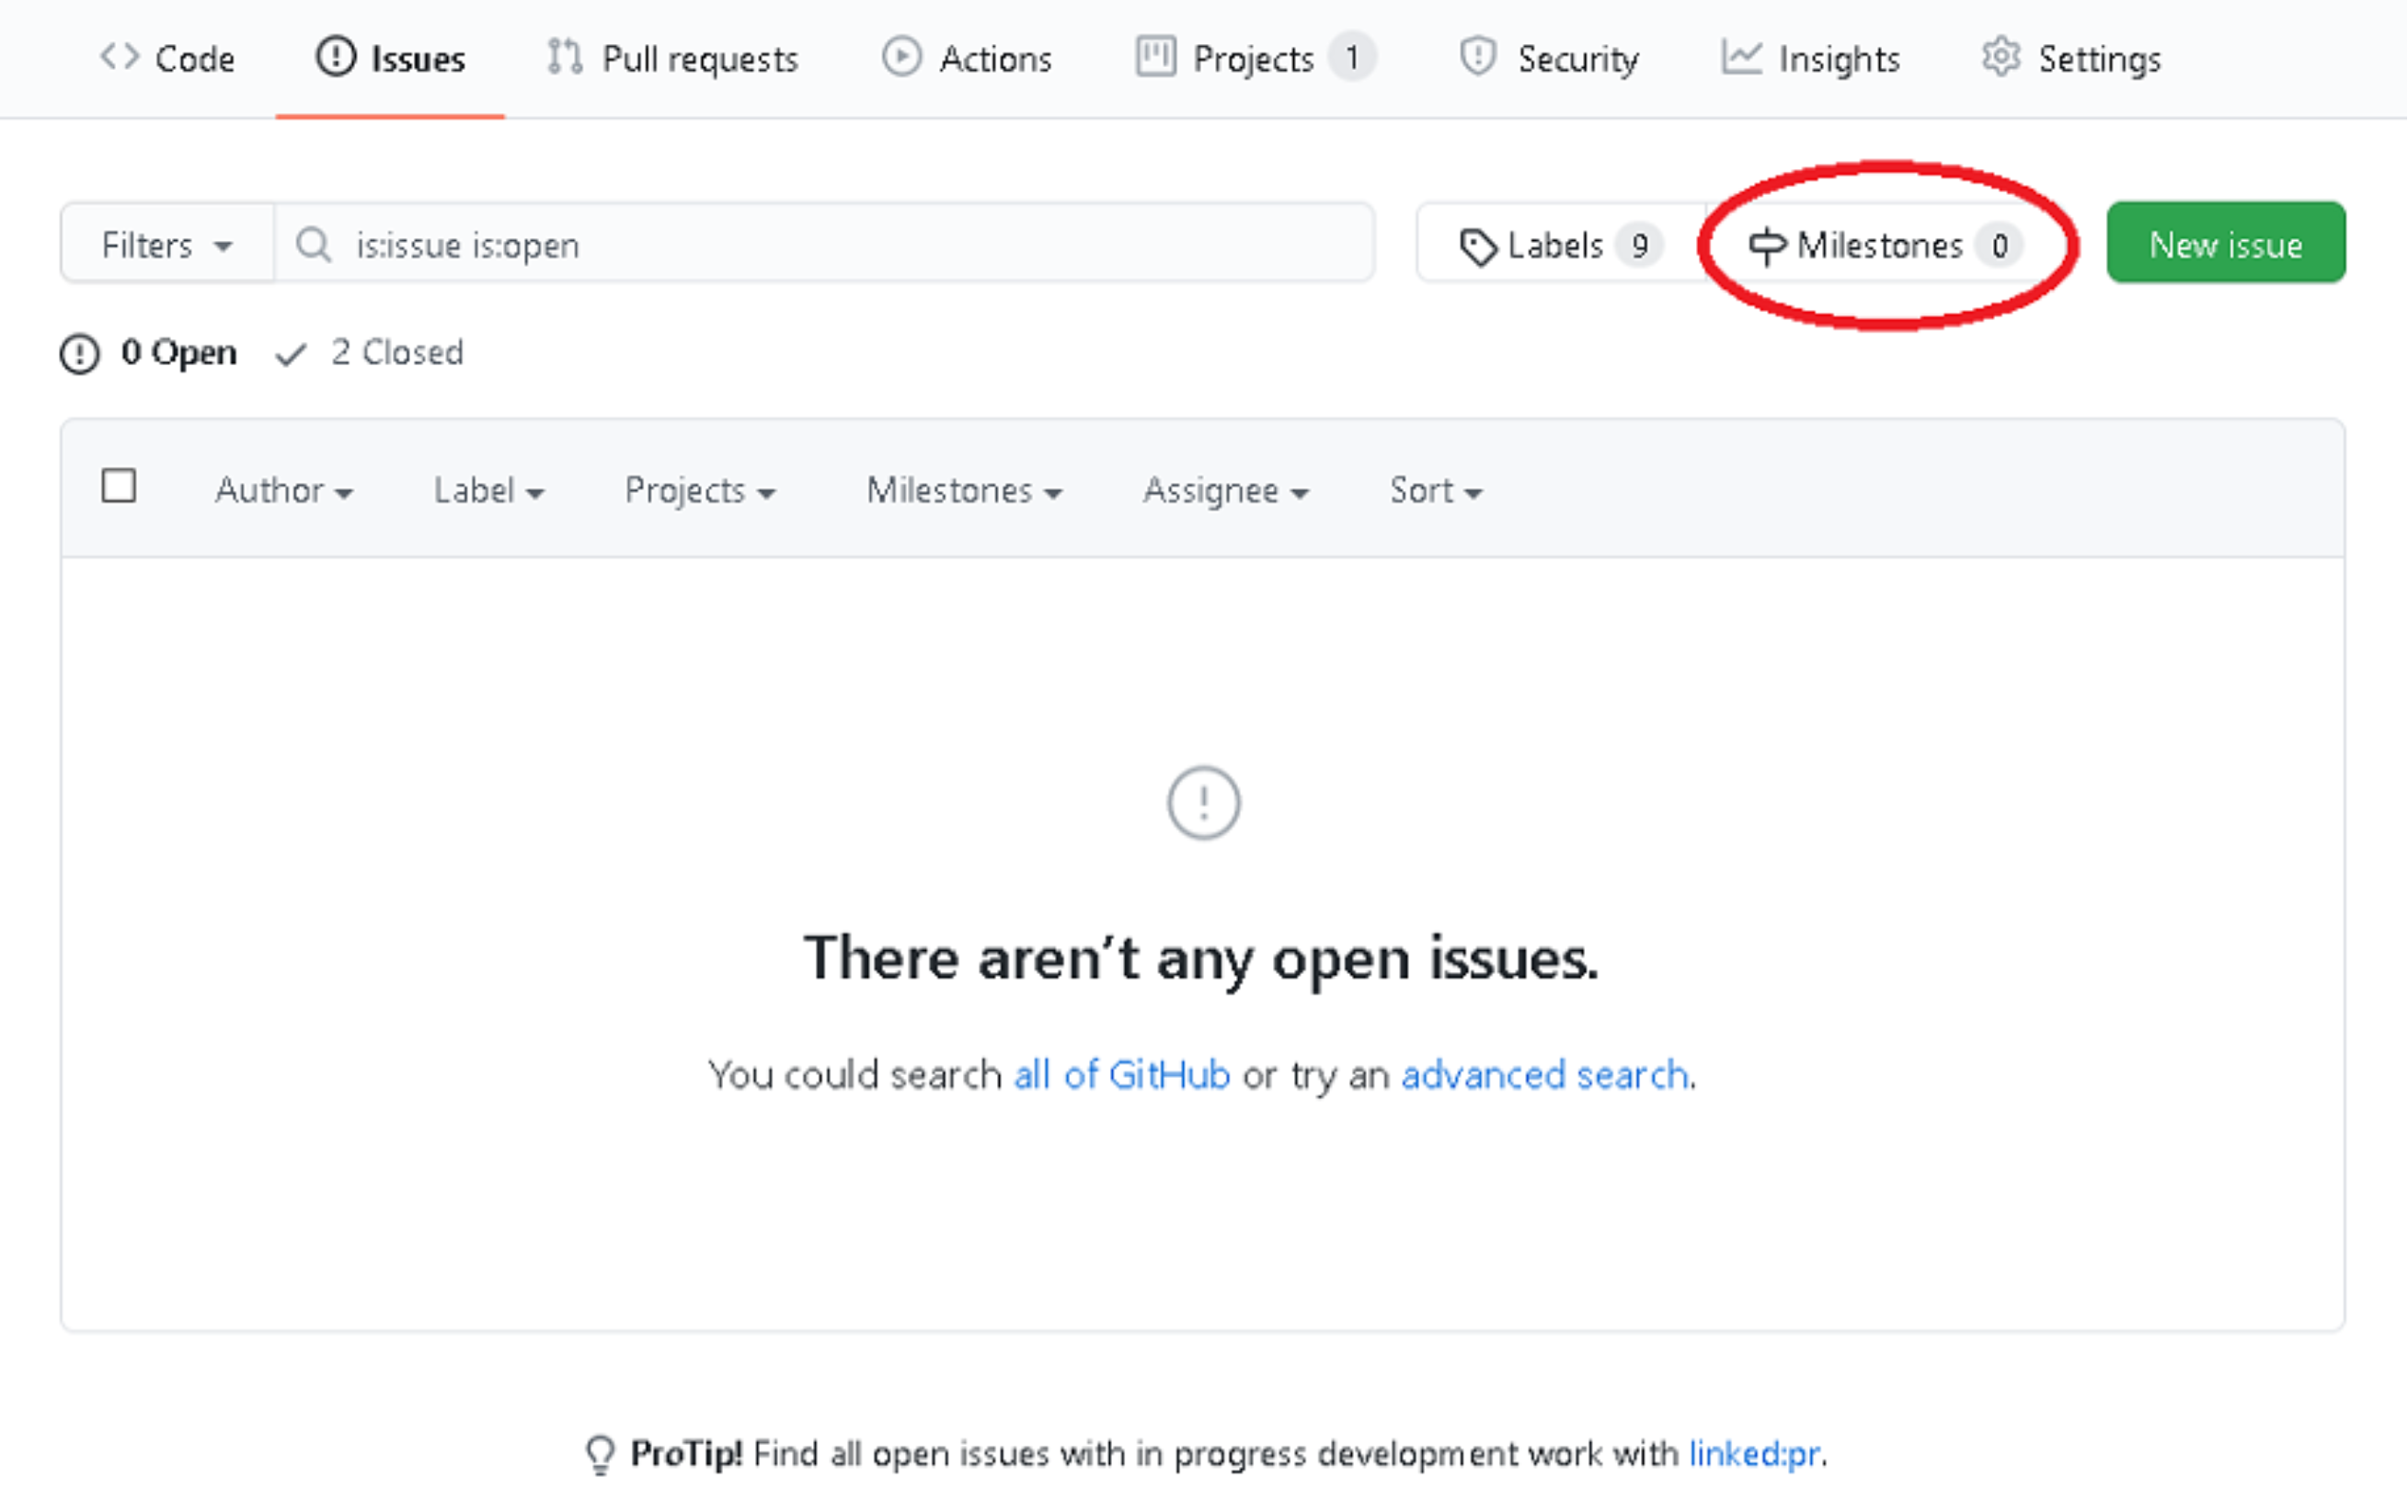 Code Issues Pull requests Actions Projects 1 Security Insights Settings
Filters is:issue is:open Labels 9 Milestones 0 New issue
0 Open 2 Closed
Author Label Projects Milestones Assignee Sort
There aren't any open issues.
You could search all of GitHub or try an advanced search.
ProTip! Find all open issues with in progress development work with linked:pr.